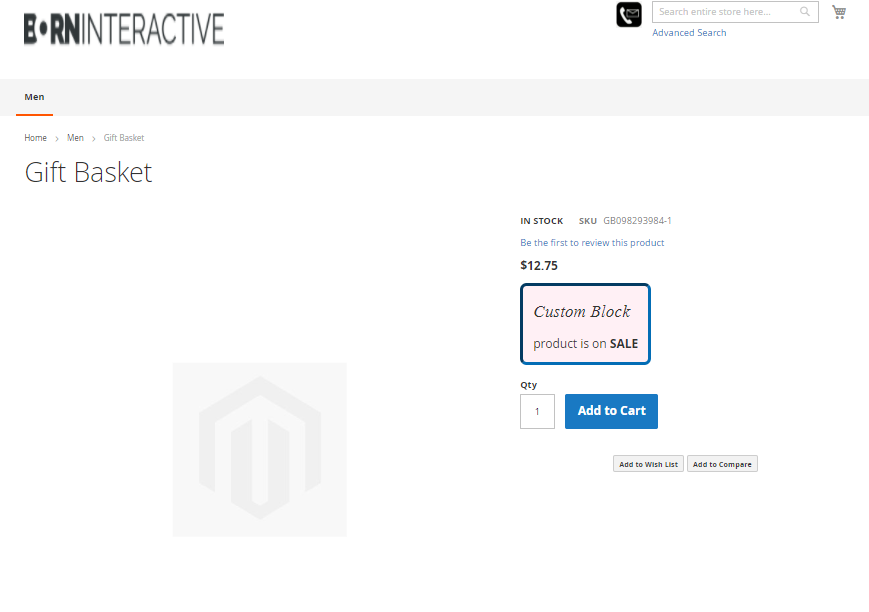 BORNINTERACTIVE
Search entire store here...
Advanced Search
Men
Home > Men > Gift Basket
Gift Basket
IN STOCK SKU GB098293984-1
Be the first to review this product
$12.75
Custom Block
product is on SALE
Qty
1 Add to Cart
Add to Wish List Add to Compare